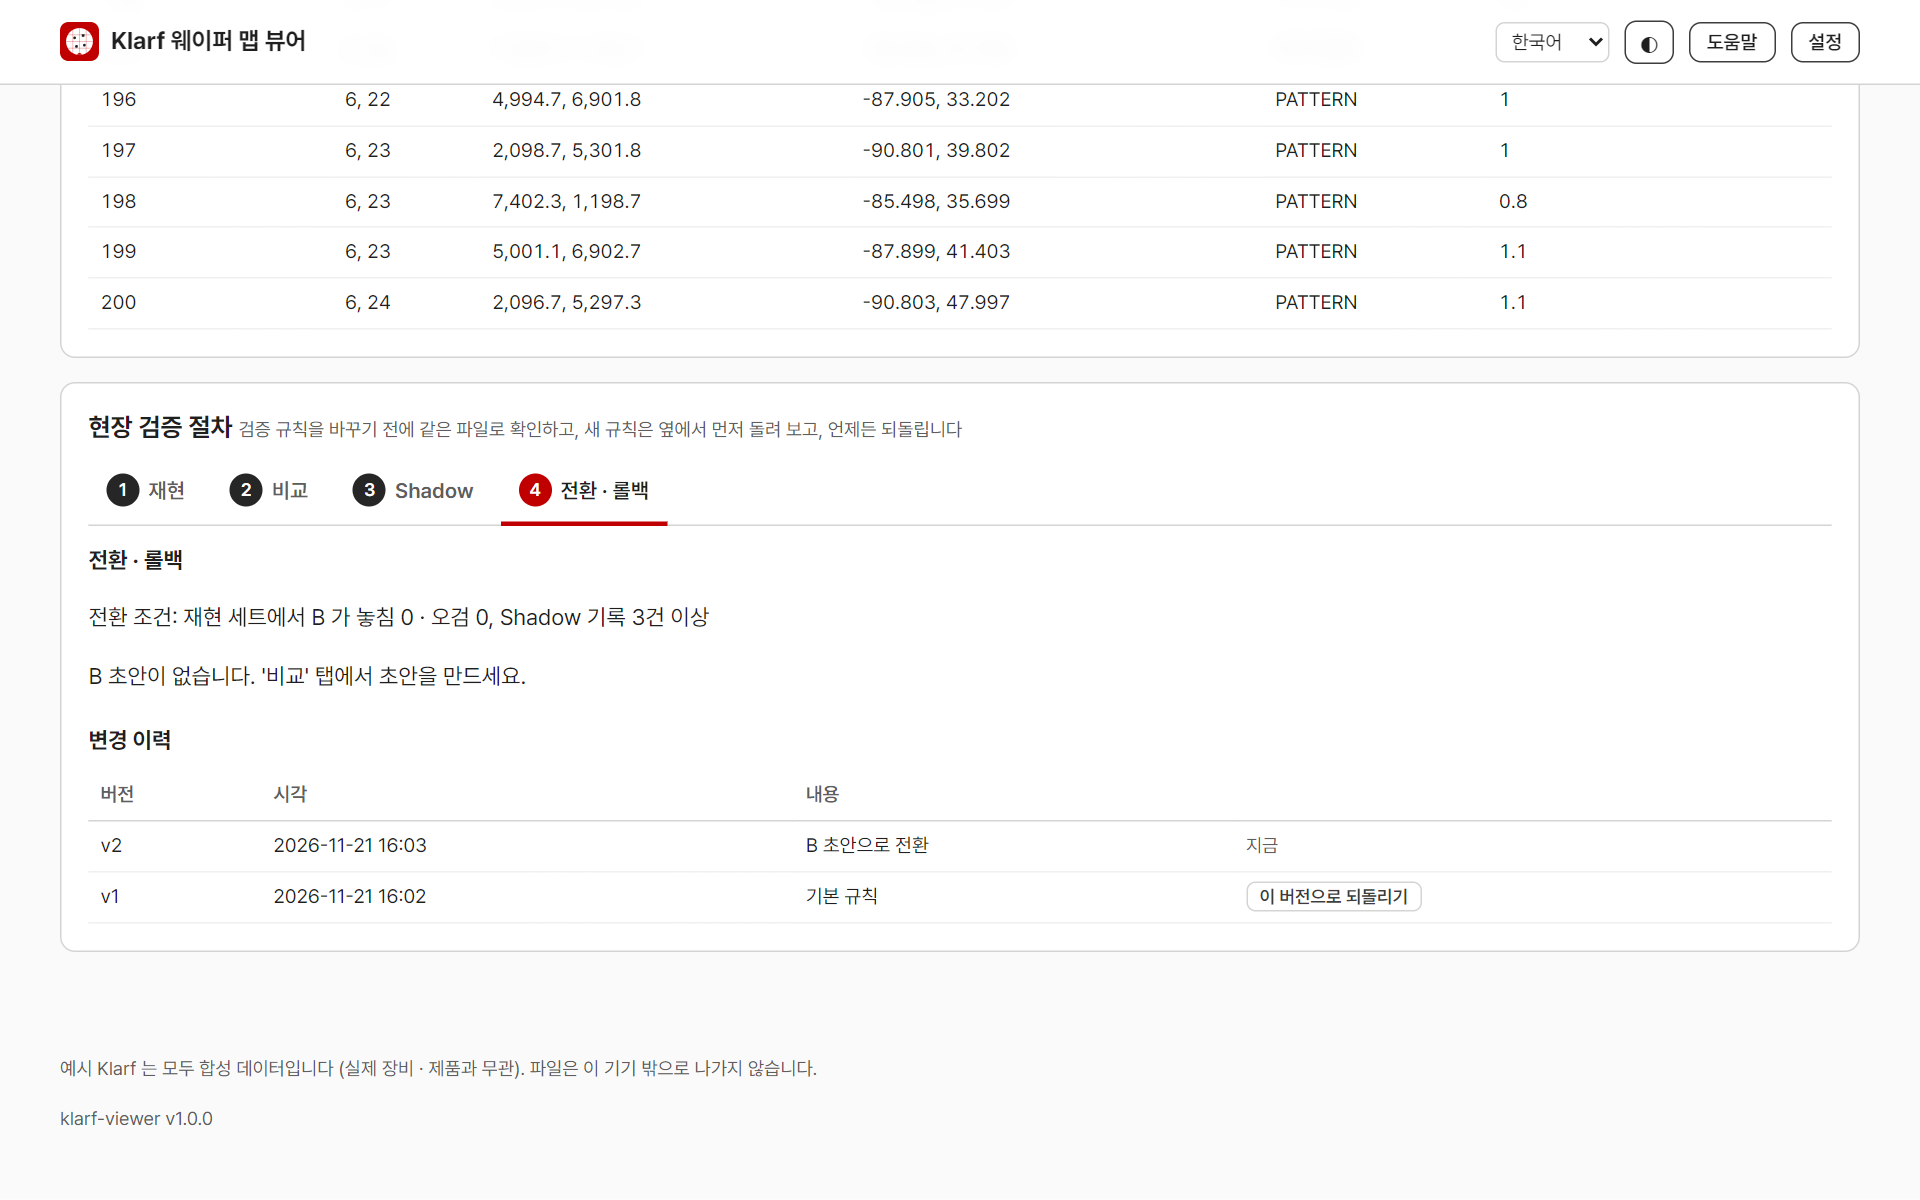 Klarf 웨이퍼 맵 뷰어
한국어
도움말
설정
196 6, 22 4,994.7, 6,901.8 -87.905, 33.202 PATTERN 1
197 6, 23 2,098.7, 5,301.8 -90.801, 39.802 PATTERN 1
198 6, 23 7,402.3, 1,198.7 -85.498, 35.699 PATTERN 0.8
199 6, 23 5,001.1, 6,902.7 -87.899, 41.403 PATTERN 1.1
200 6, 24 2,096.7, 5,297.3 -90.803, 47.997 PATTERN 1.1
현장 검증 절차 검증 규칙을 바꾸기 전에 같은 파일로 확인하고, 새 규칙은 옆에서 먼저 돌려 보고, 언제든 되돌립니다
1 재현 2 비교 3 Shadow 4 전환 · 롤백
전환 · 롤백
전환 조건: 재현 세트에서 B 가 놓침 0 · 오검 0, Shadow 기록 3건 이상
B 초안이 없습니다. '비교' 탭에서 초안을 만드세요.
변경 이력
버전 시각 내용
v2 2026-11-21 16:03 B 초안으로 전환 지금
v1 2026-11-21 16:02 기본 규칙 이 버전으로 되돌리기
예시 Klarf 는 모두 합성 데이터입니다 (실제 장비 · 제품과 무관). 파일은 이 기기 밖으로 나가지 않습니다.
klarf-viewer v1.0.0